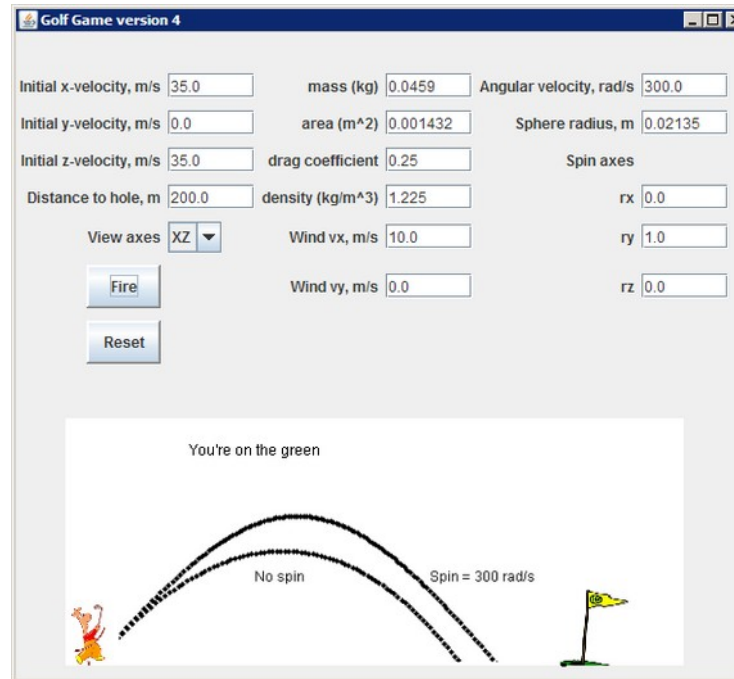 Golf Game version 4
Initial x-velocity, m/s 35.0 mass (kg) 0.0459 Angular velocity, rad/s 300.0
Initial y-velocity, m/s 0.0 area (m^2) 0.001432 Sphere radius, m 0.02135
Initial z-velocity, m/s 35.0 drag coefficient 0.25 Spin axes
Distance to hole, m 200.0 density (kg/m^3) 1.225 rx 0.0
View axes XZ Wind vx, m/s 10.0 ry 1.0
Fire Wind vy, m/s 0.0 rz 0.0
Reset
You're on the green
No spin Spin = 300 rad/s